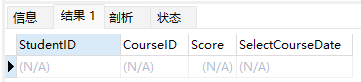 信息 结果 1 剖析 状态
StudentID CourseID Score SelectCourseDate
(N/A) (N/A) (N/A) (N/A)